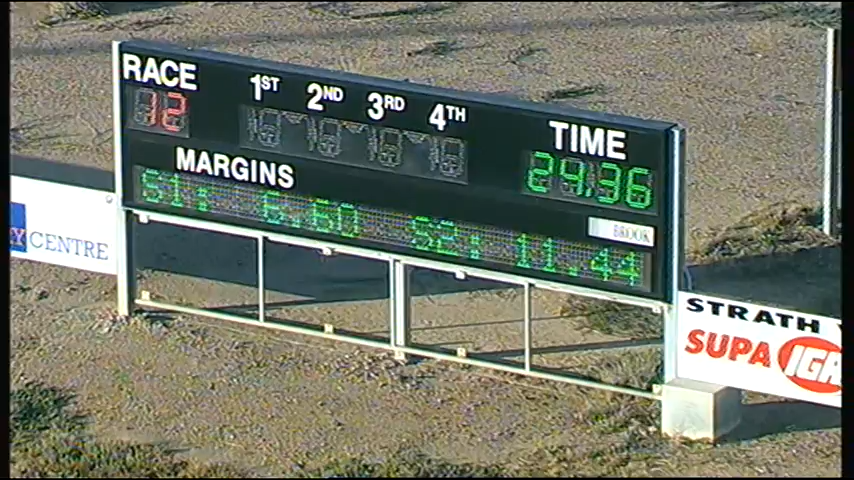 RACE 1ST 2ND 3RD 4TH TIME
12 24.36
MARGINS
S1: 6.60 S2: 11.44
BROOK
Y CENTRE
STRATH
SUPA IGA